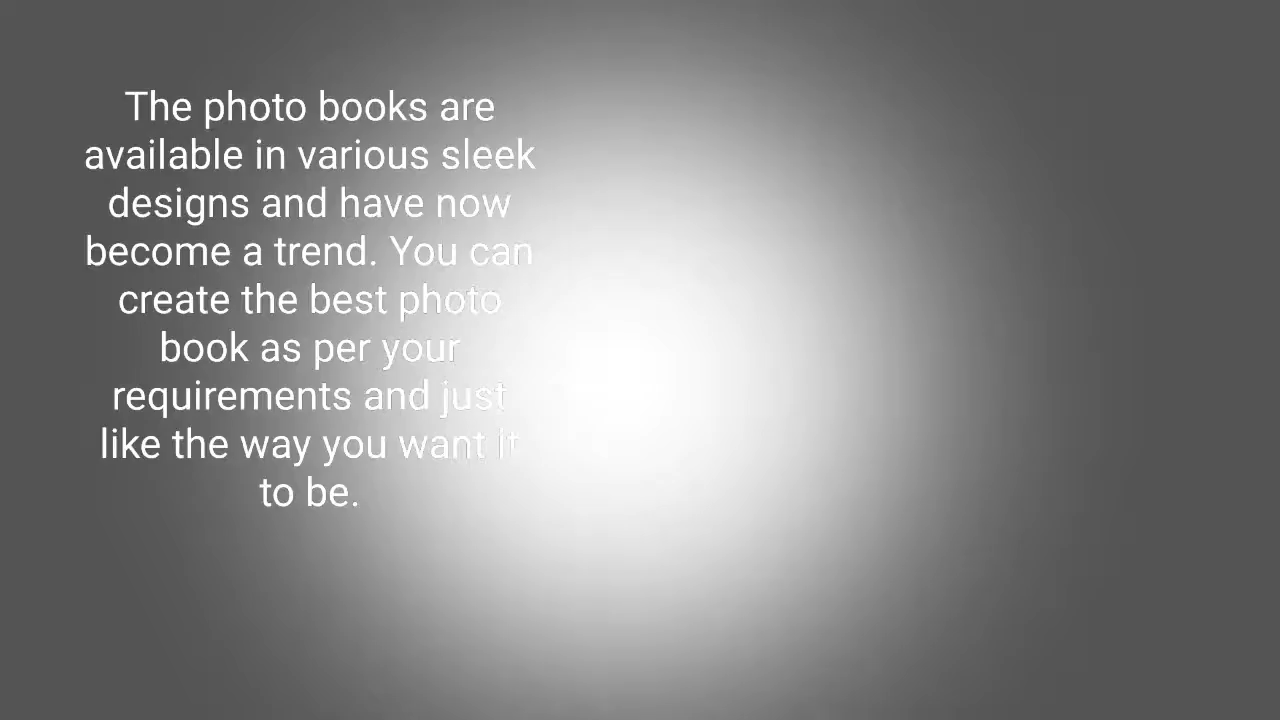 The photo books are
available in various sleek
designs and have now
become a trend. You can
create the best photo
book as per your
requirements and just
like the way you want it
to be.